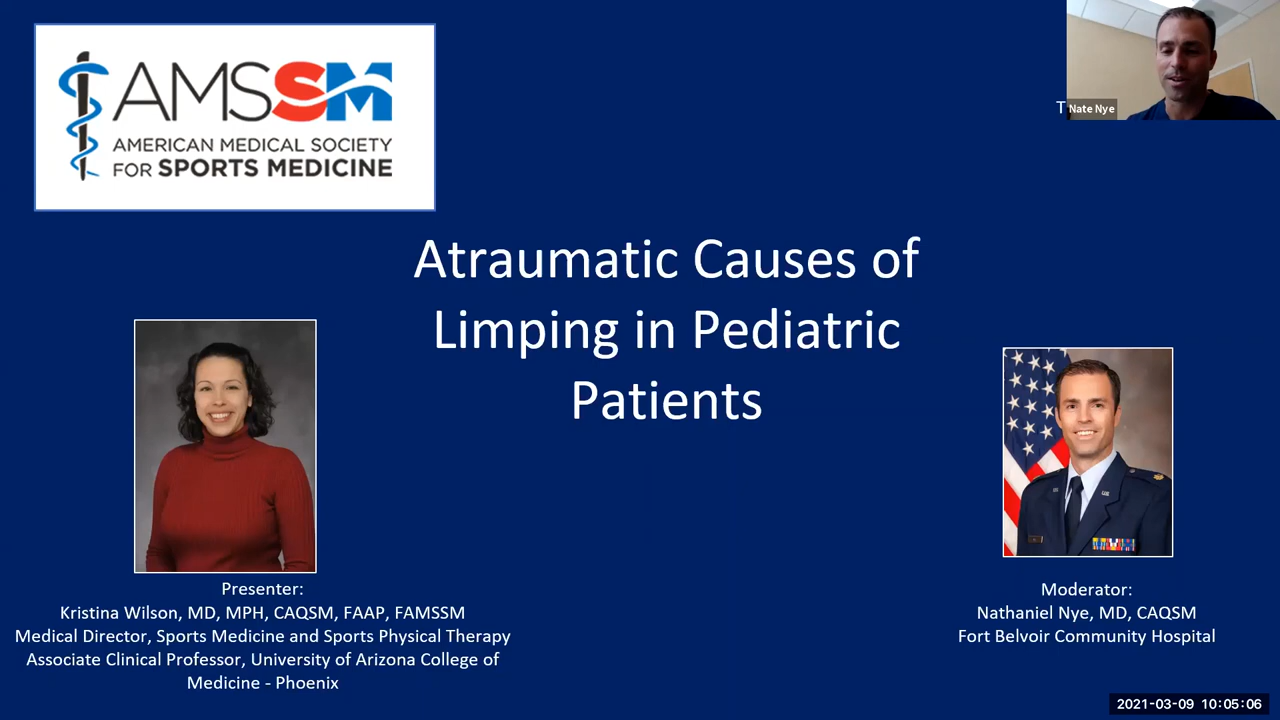 AMSSM
AMERICAN MEDICAL SOCIETY
FOR SPORTS MEDICINE
T
Nate Nye
Atraumatic Causes of
Limping in Pediatric
Patients
Presenter:
Kristina Wilson, MD, MPH, CAQSM, FAAP, FAMSSM
Medical Director, Sports Medicine and Sports Physical Therapy
Associate Clinical Professor, University of Arizona College of
Medicine - Phoenix
Moderator:
Nathaniel Nye, MD, CAQSM
Fort Belvoir Community Hospital
2021-03-09 10:05:06